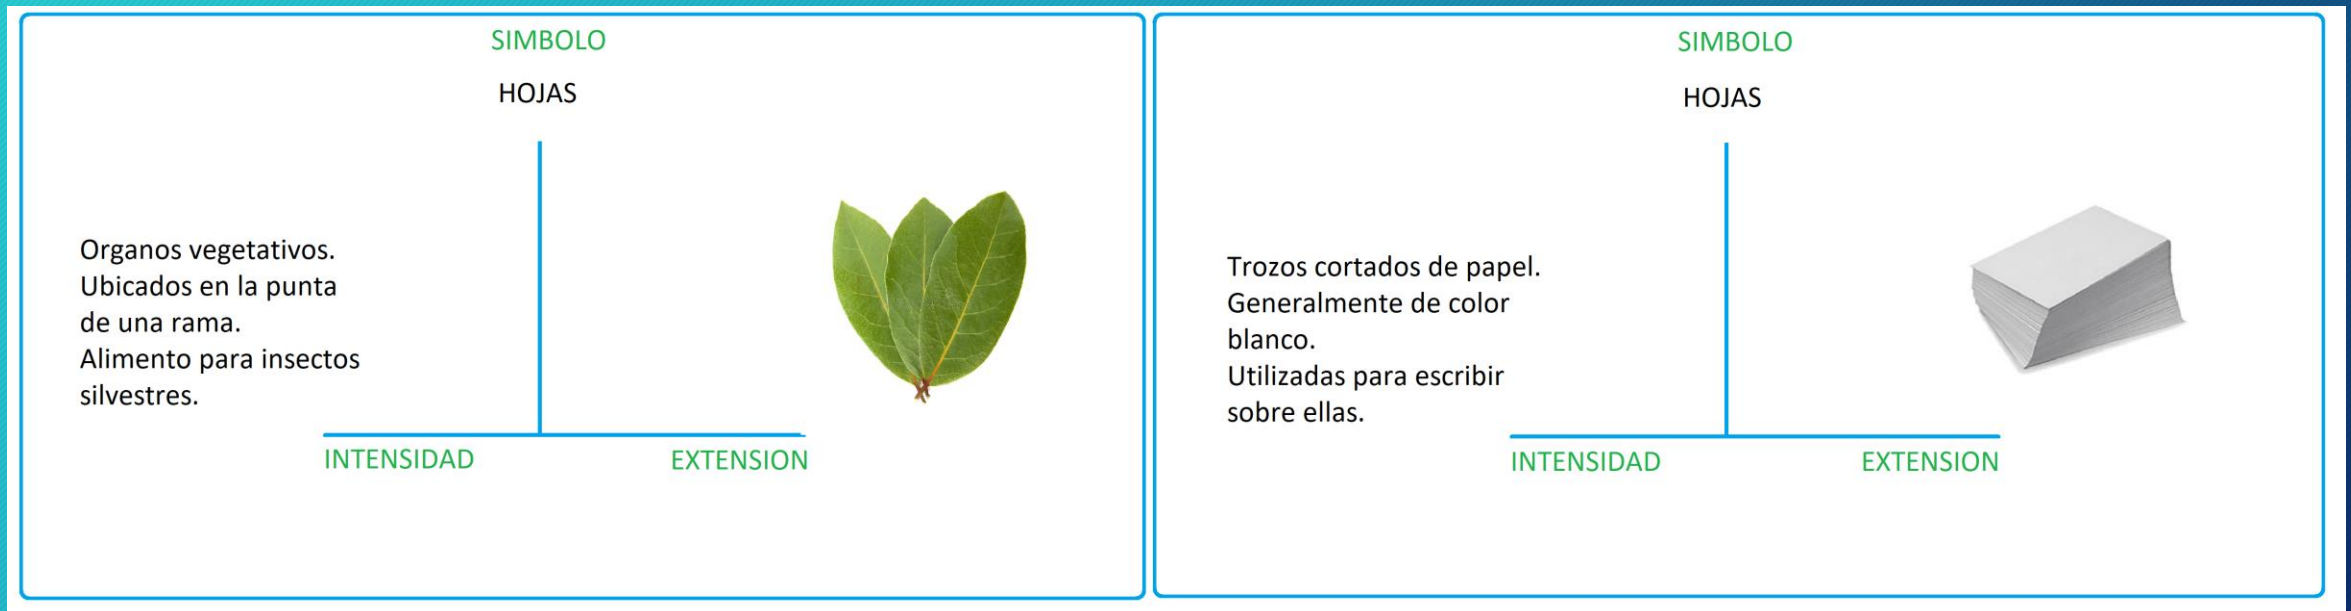 SIMBOLO
HOJAS
Organos vegetativos.
Ubicados en la punta
de una rama.
Alimento para insectos
silvestres.
INTENSIDAD
EXTENSION
SIMBOLO
HOJAS
Trozos cortados de papel.
Generalmente de color
blanco.
Utilizadas para escribir
sobre ellas.
INTENSIDAD
EXTENSION